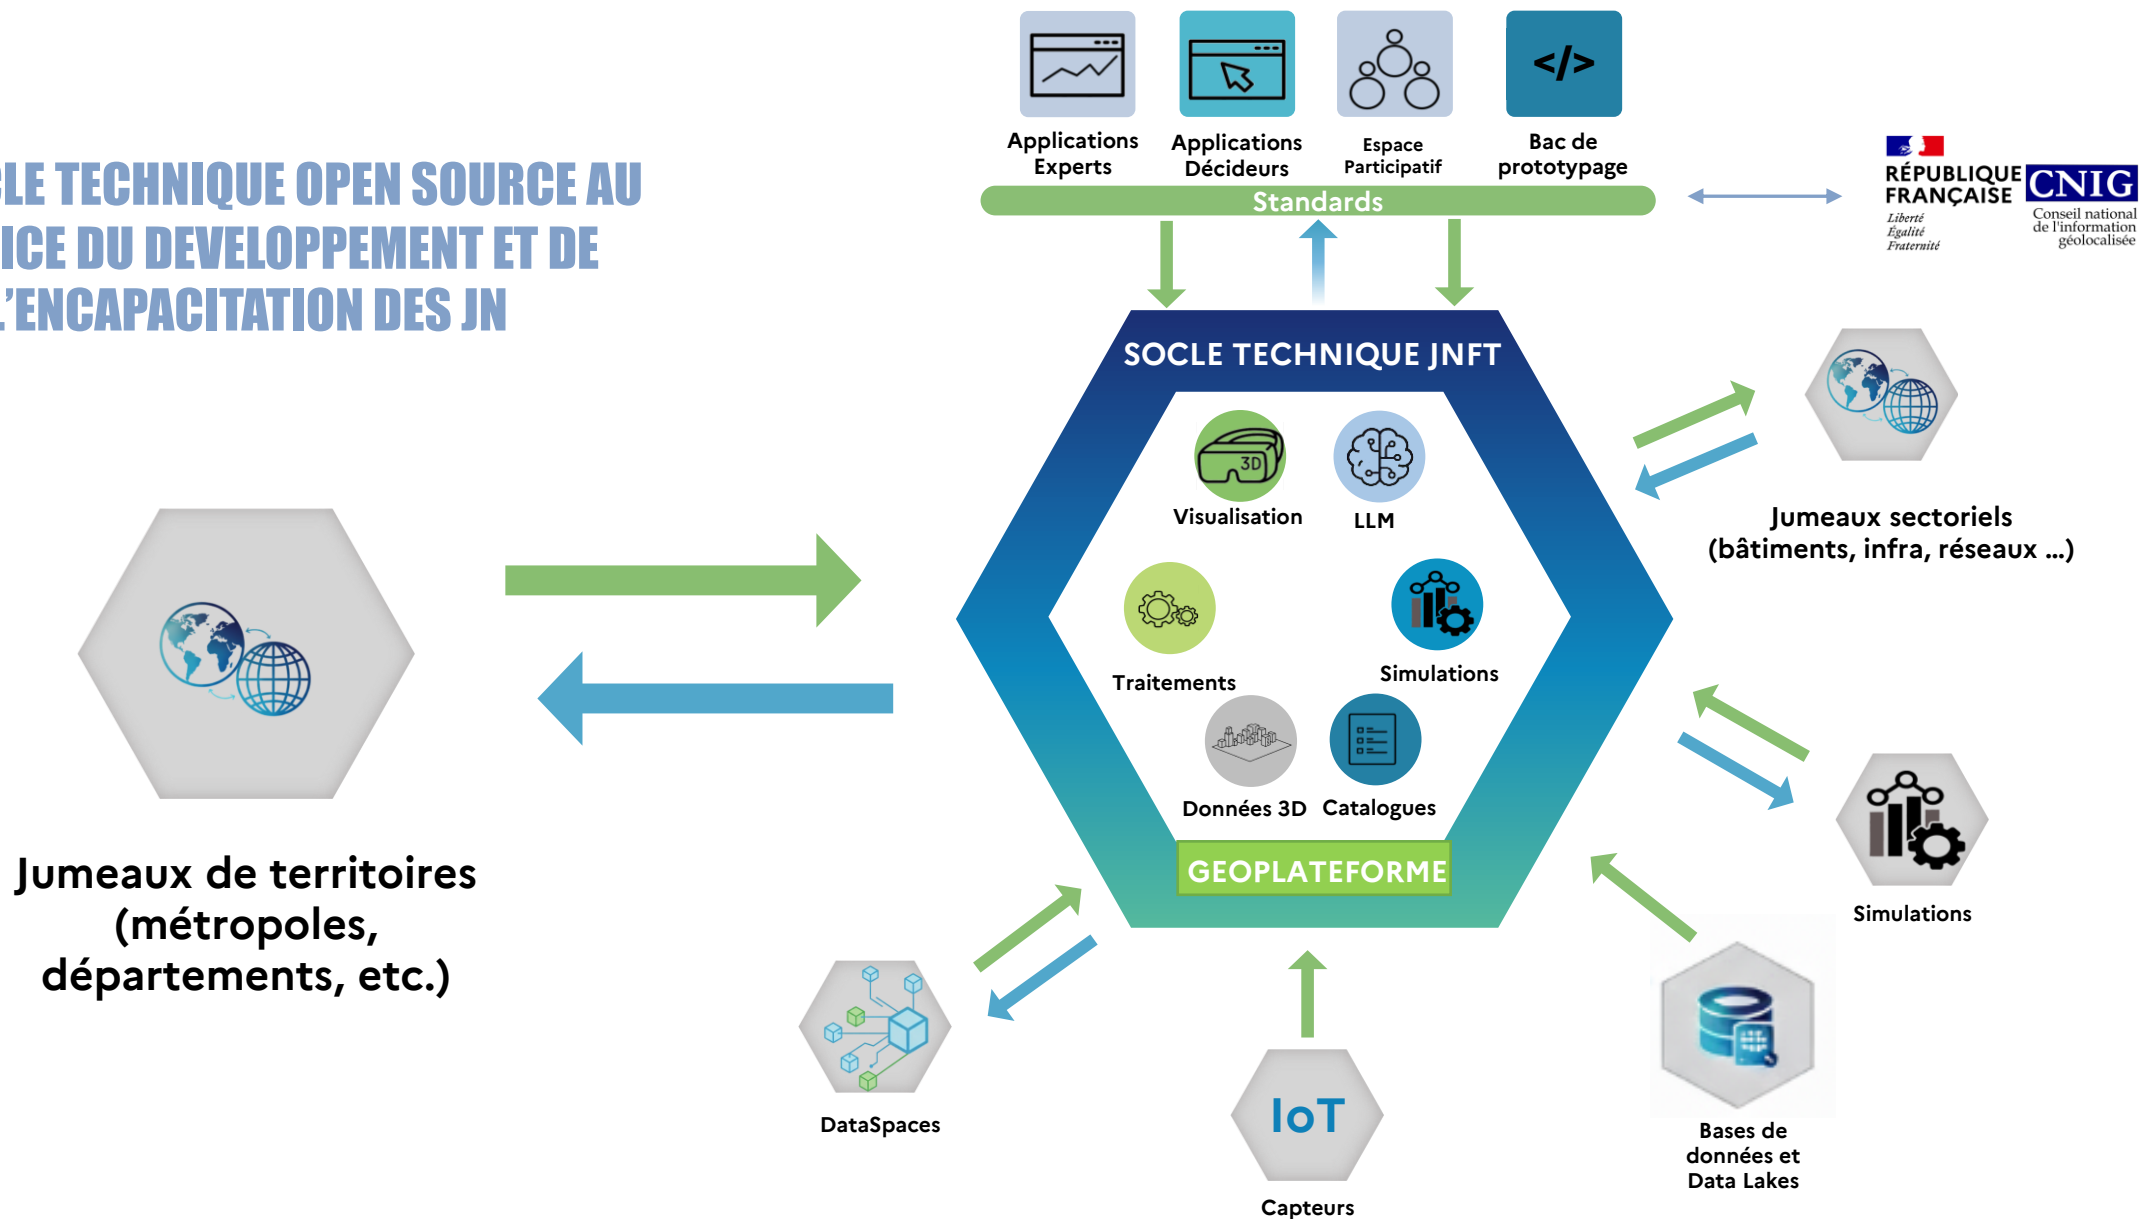 CLE TECHNIQUE OPEN SOURCE AU
ICE DU DEVELOPPEMENT ET DE
L'ENCAPACITATION DES JN
Applications
Experts
Applications
Décideurs
Espace
Participatif
</>
Bac de
prototypage
Standards
RÉPUBLIQUE
FRANÇAISE
Liberté
Égalité
Fraternité
CNIG
Conseil national
de l'information
géolocalisée
SOCLE TECHNIQUE JNFT
3D
Visualisation
LLM
Traitements
Simulations
Données 3D
Catalogues
GEOPLATEFORME
Jumeaux sectoriels
(bâtiments, infra, réseaux ...)
Simulations
Jumeaux de territoires
(métropoles,
départements, etc.)
DataSpaces
IoT
Capteurs
Bases de
données et
Data Lakes